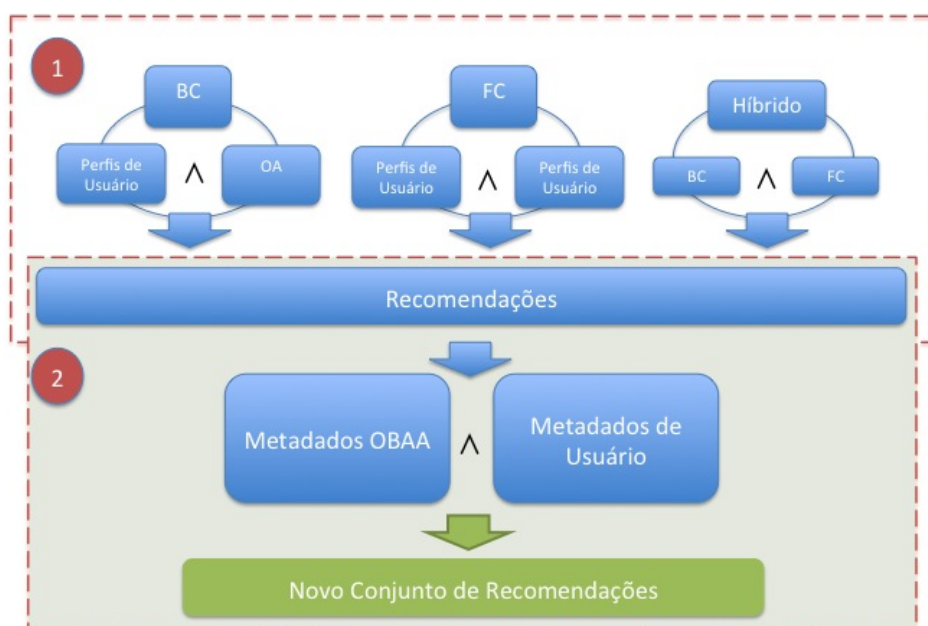 1
BC
Perfis de
Usuário
∧
OA
FC
Perfis de
Usuário
∧
Perfis de
Usuário
Híbrido
BC
∧
FC
Recomendações
2
Metadados OBAA
∧
Metadados de
Usuário
Novo Conjunto de Recomendações